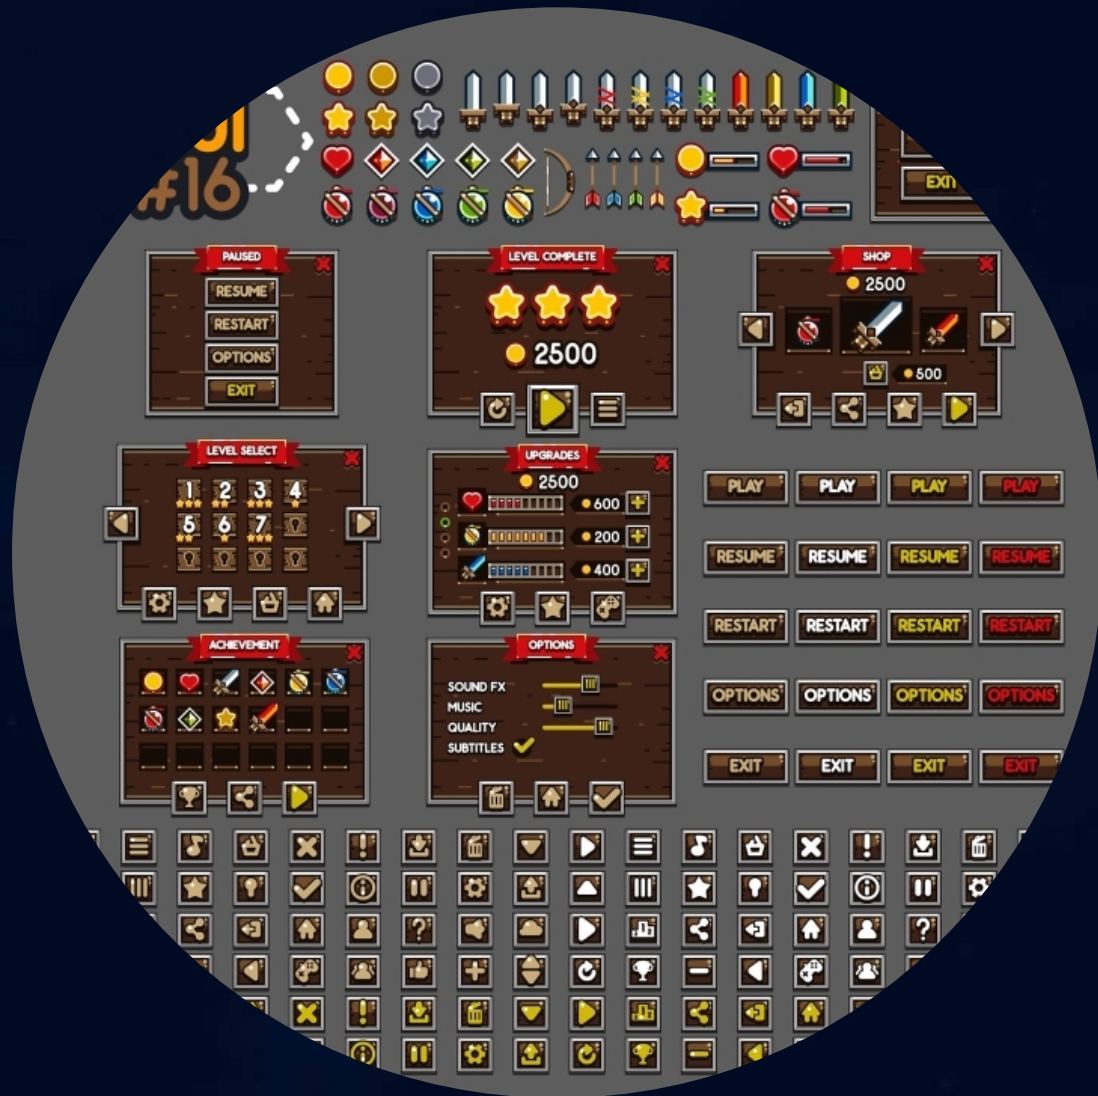 #16
EXIT
PAUSED
RESUME
RESTART
OPTIONS
EXIT
LEVEL COMPLETE
2500
SHOP
2500
500
LEVEL SELECT
1 2 3 4
5 6 7
UPGRADES
2500
600
200
400
PLAY PLAY PLAY PLAY
RESUME RESUME RESUME RESUME
RESTART RESTART RESTART RESTART
OPTIONS OPTIONS OPTIONS OPTIONS
EXIT EXIT EXIT EXIT
ACHIEVEMENT
OPTIONS
SOUND FX
MUSIC
QUALITY
SUBTITLES